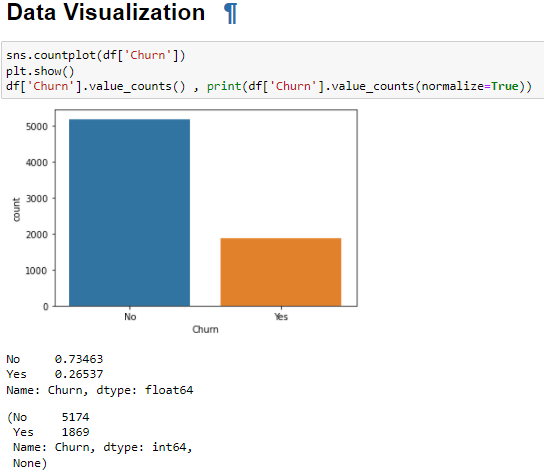 Data Visualization ¶
sns.countplot(df['Churn'])
plt.show()
df['Churn'].value_counts() , print(df['Churn'].value_counts(normalize=True))
5000
4000
3000
2000
1000
0
count
No Yes
Churn
No 0.73463
Yes 0.26537
Name: Churn, dtype: float64
(No 5174
Yes 1869
Name: Churn, dtype: int64,
None)